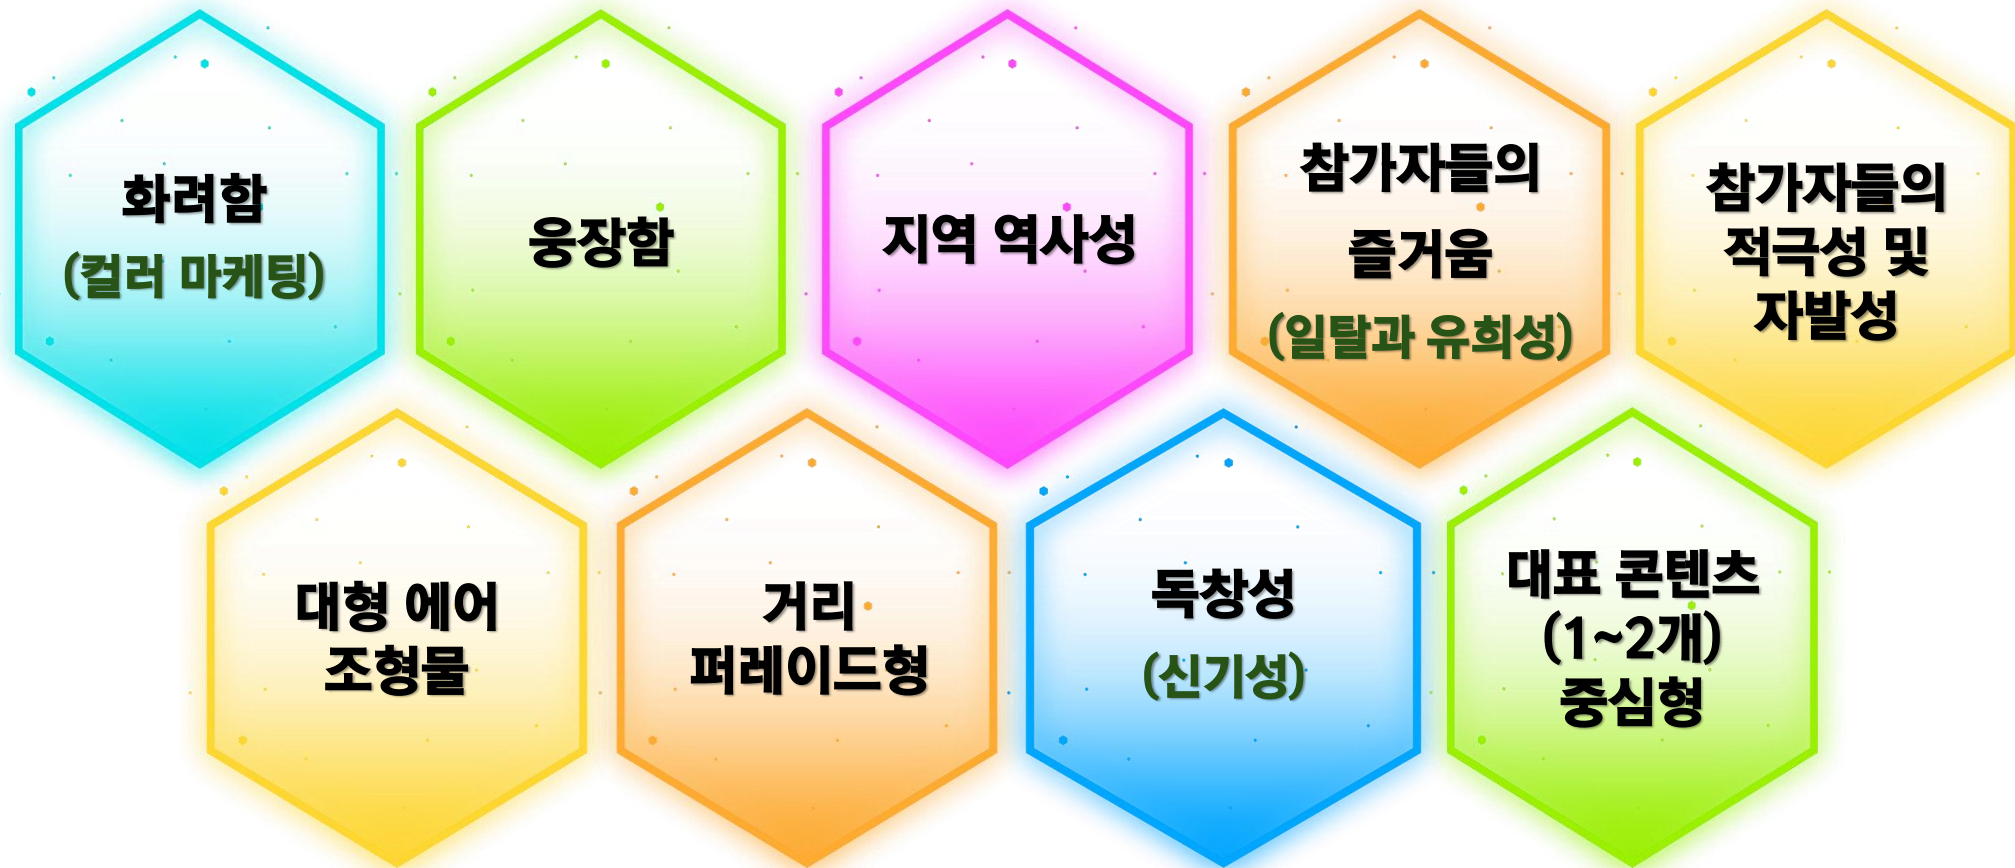 화려함
(컬러 마케팅)
웅장함
지역 역사성
참가자들의
즐거움
(일탈과 유희성)
참가자들의
적극성 및
자발성
대형 에어
조형물
거리
퍼레이드형
독창성
(신기성)
대표 콘텐츠
(1~2개)
중심형